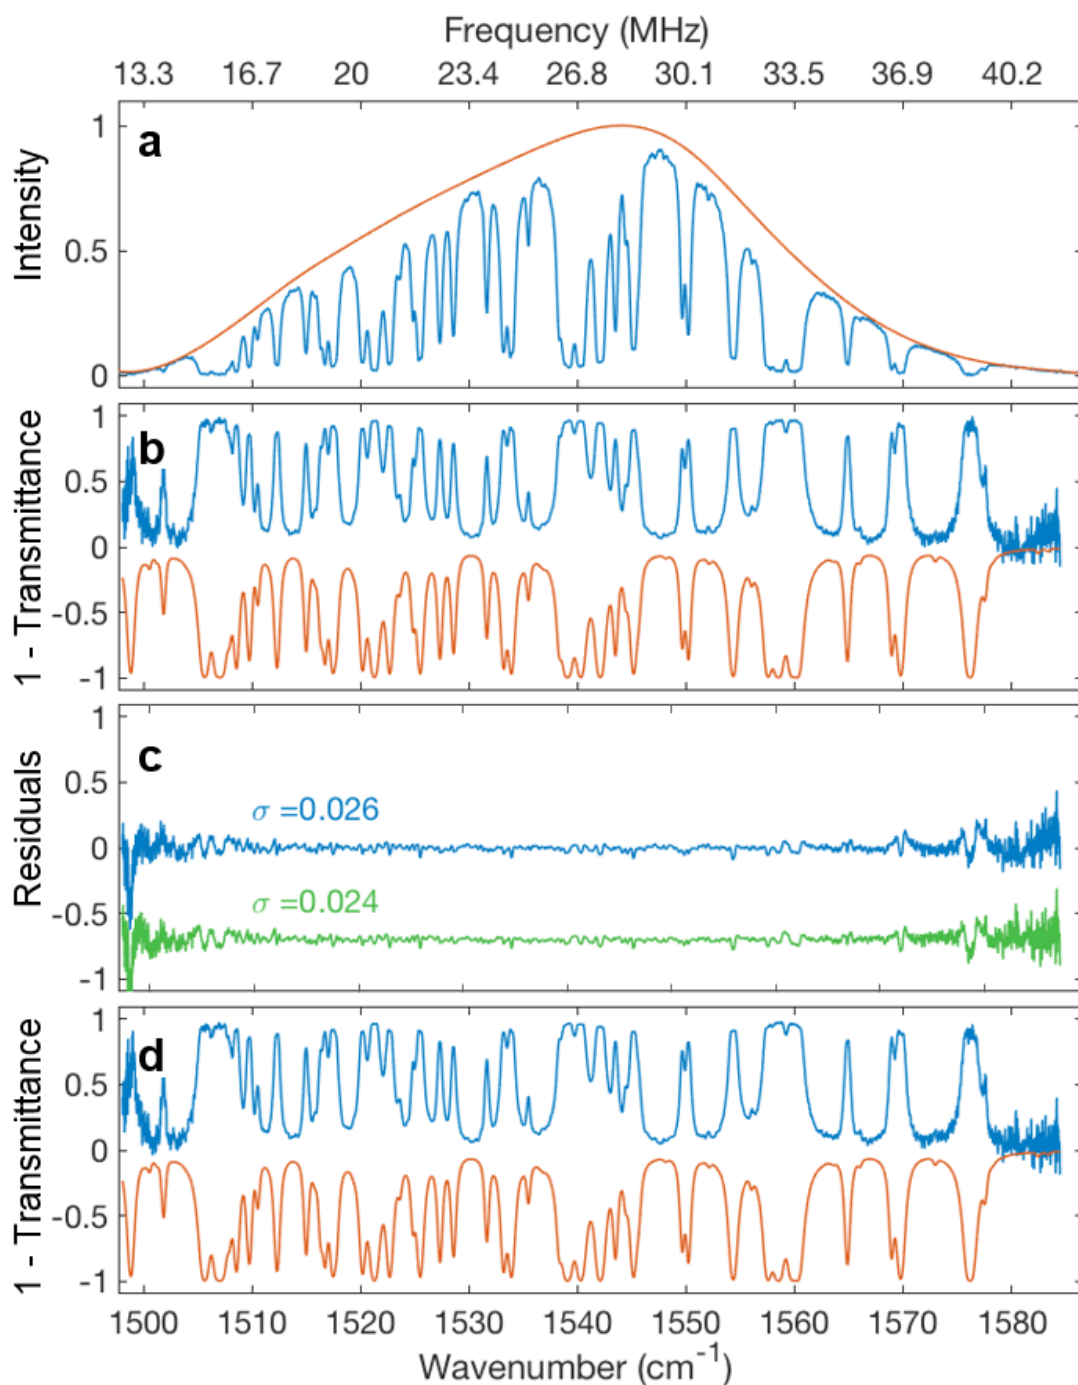 Frequency (MHz)
13.3 16.7 20 23.4 26.8 30.1 33.5 36.9 40.2
a
Intensity
1
0.5
0
b
1 - Transmittance
1
0.5
0
-0.5
-1
c
Residuals
1
0.5
0
-0.5
-1
σ =0.026
σ =0.024
d
1 - Transmittance
1
0.5
0
-0.5
-1
1500 1510 1520 1530 1540 1550 1560 1570 1580
Wavenumber (cm⁻¹)